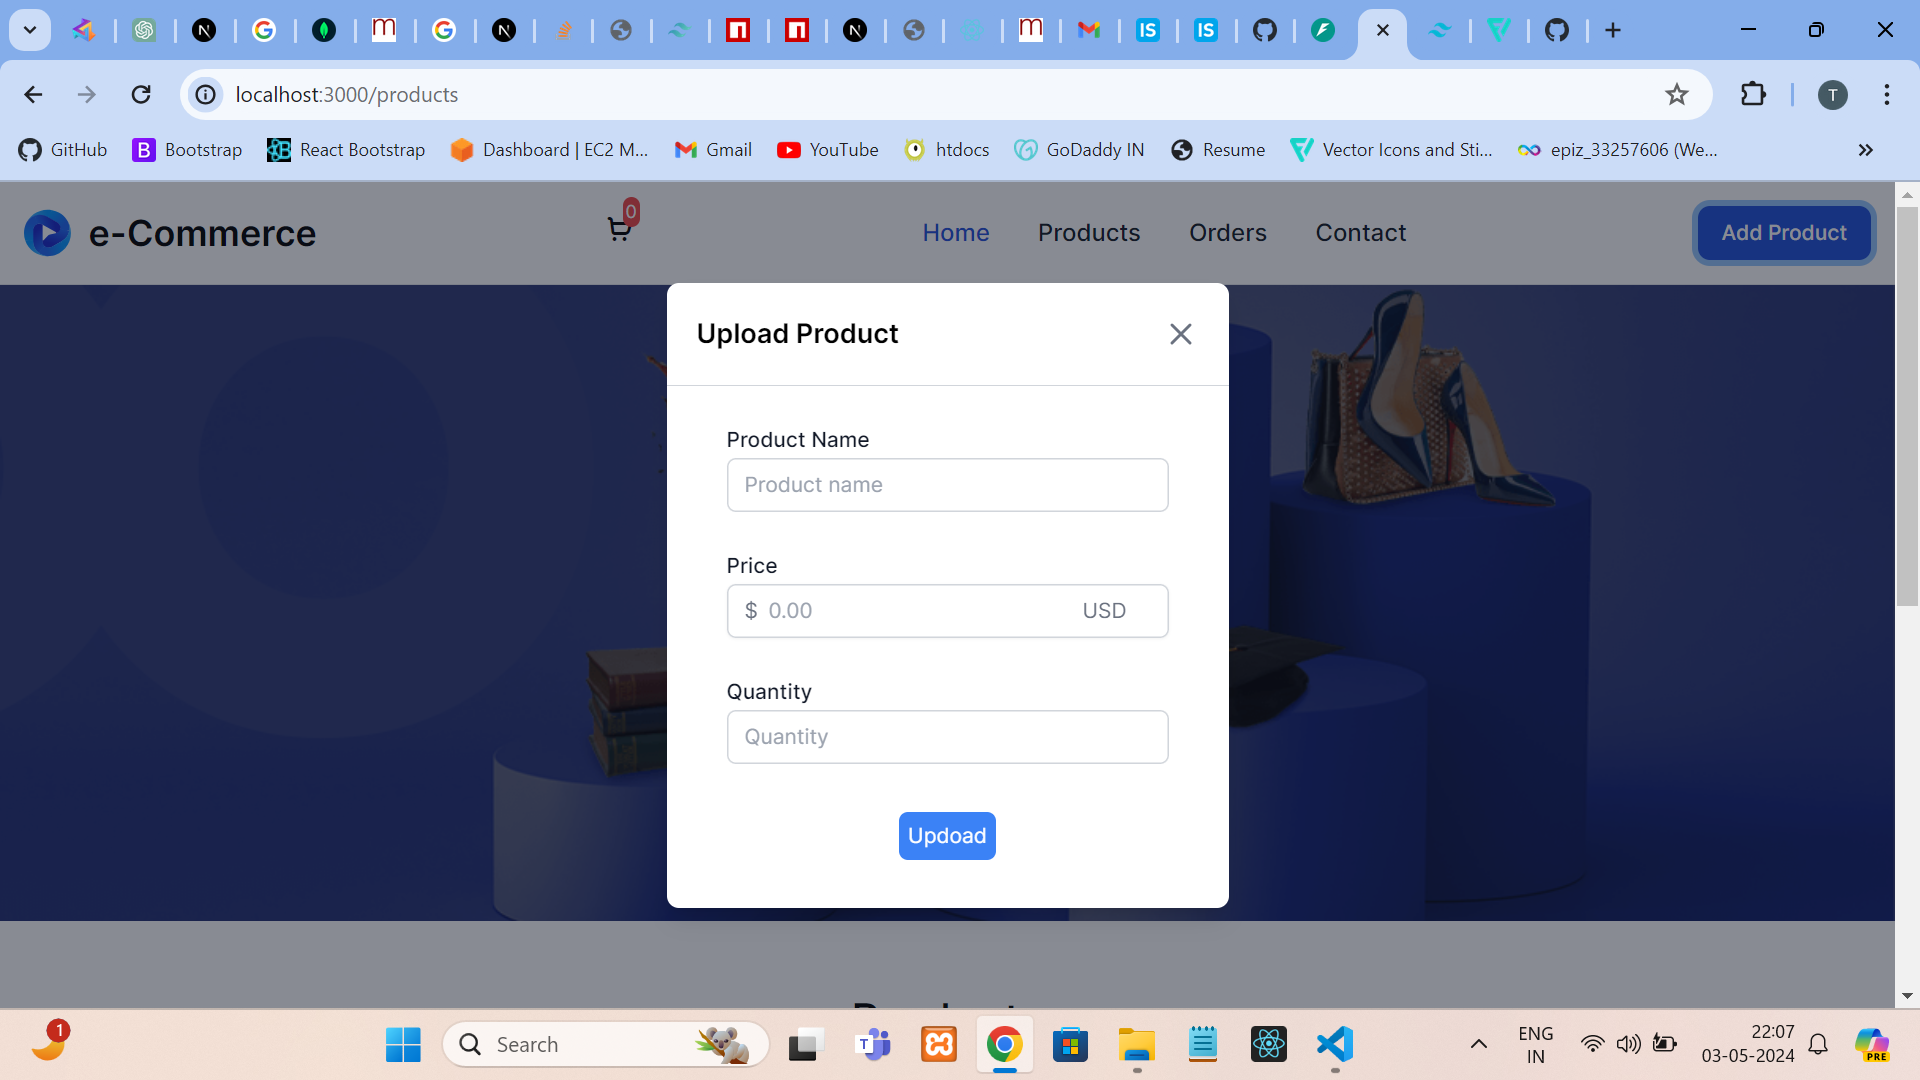 localhost:3000/products
GitHub Bootstrap React Bootstrap Dashboard | EC2 M... Gmail YouTube htdocs GoDaddy IN Resume Vector Icons and Sti... epiz_33257606 (We...
e-Commerce 0 Home Products Orders Contact Add Product
Upload Product
Product Name
Product name
Price
$ 0.00 USD
Quantity
Quantity
Updoad
1 Search ENG 22:07
IN 03-05-2024 PRE